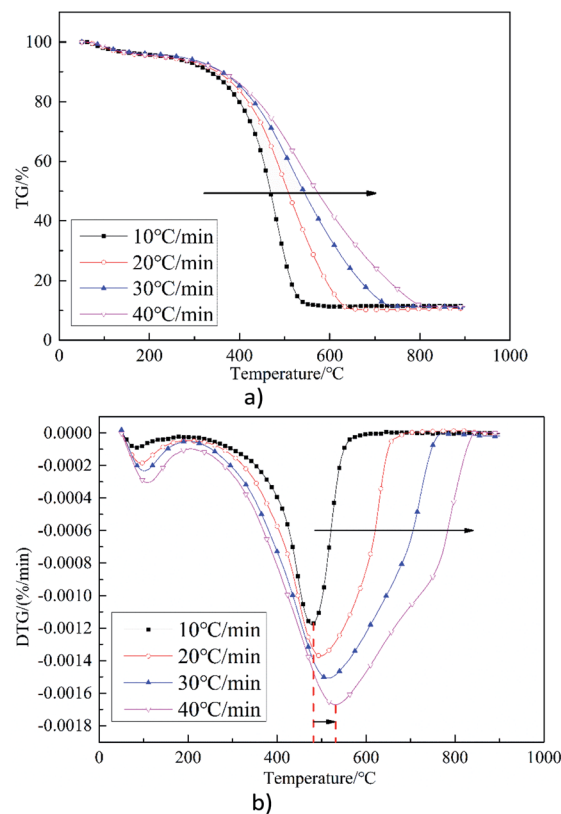 100
80
60
40
20
0
TG/%
10℃/min
20℃/min
30℃/min
40℃/min
0 200 400 600 800 1000
Temperature/℃
a)
0.0000
-0.0002
-0.0004
-0.0006
-0.0008
-0.0010
-0.0012
-0.0014
-0.0016
-0.0018
DTG/(%/min)
10℃/min
20℃/min
30℃/min
40℃/min
0 200 400 600 800 1000
Temperature/℃
b)